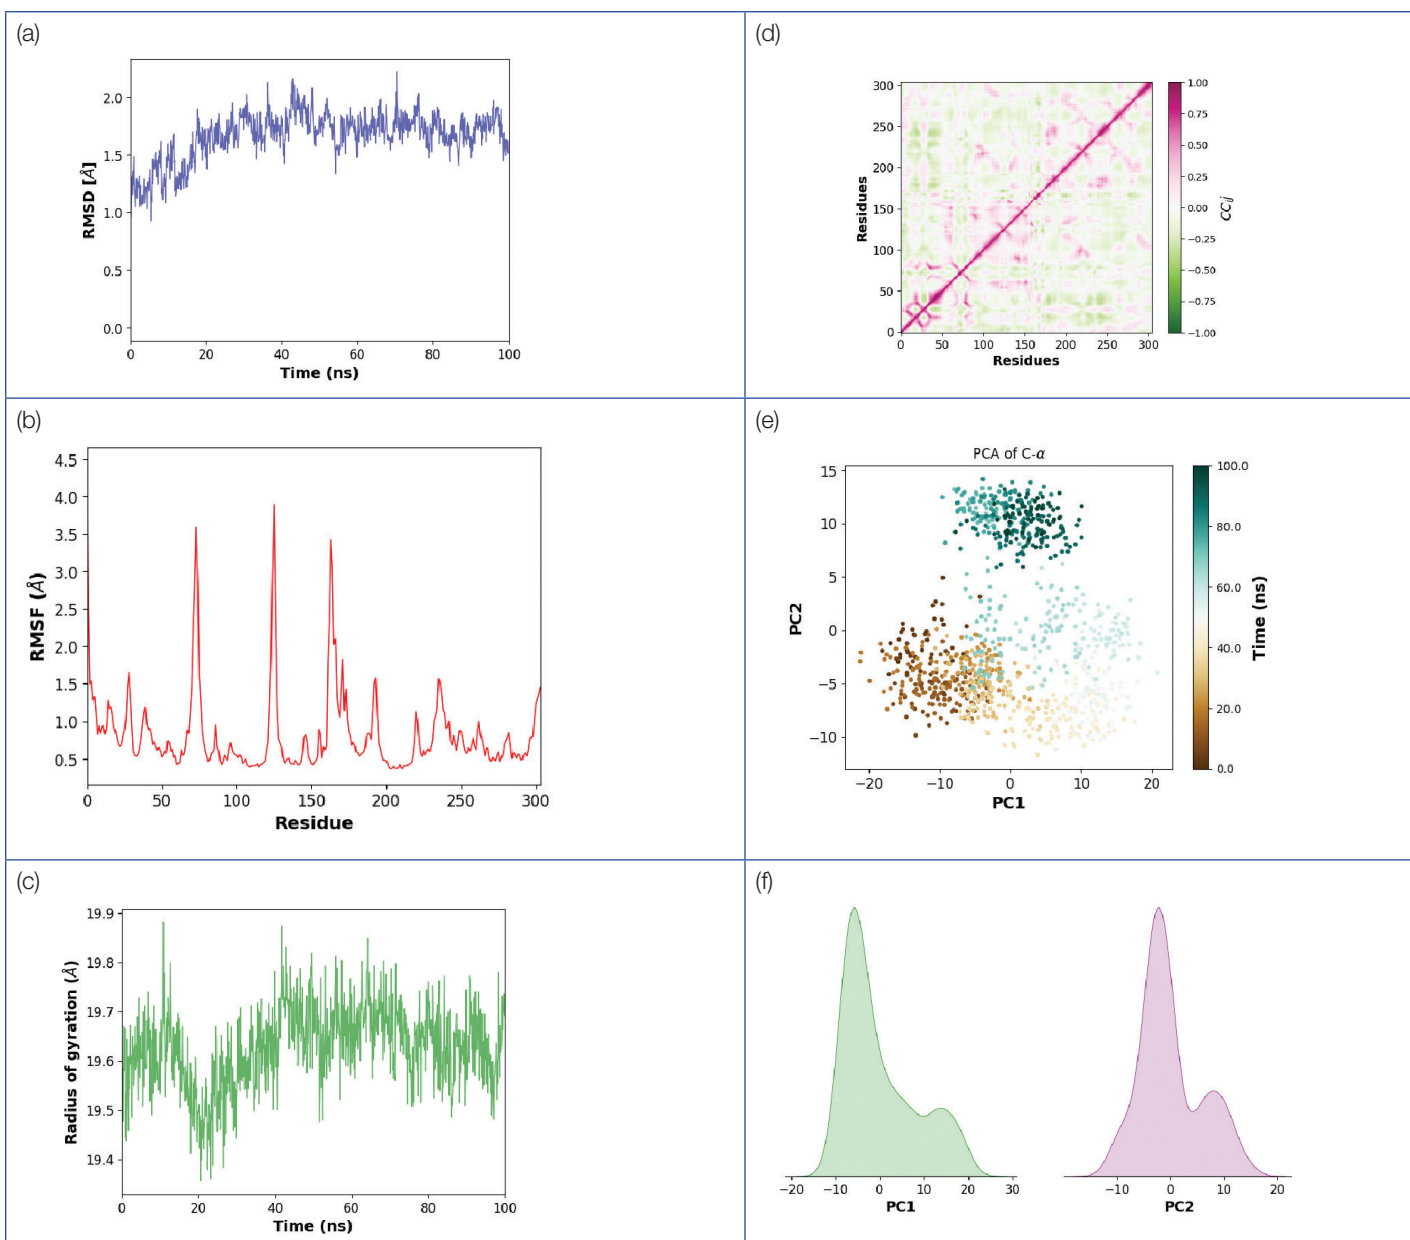 (a)
2.0
1.5
1.0
0.5
0.0
RMSD [Å]
0 20 40 60 80 100
Time (ns)
(d)
300
250
200
150
100
50
0
Residues
0 50 100 150 200 250 300
Residues
1.00
0.75
0.50
0.25
0.00
−0.25
−0.50
−0.75
−1.00
CCij
(b)
4.5
4.0
3.5
3.0
2.5
2.0
1.5
1.0
0.5
RMSF (Å)
0 50 100 150 200 250 300
Residue
(e)
PCA of C-α
15
10
5
0
−5
−10
PC2
−20 −10 0 10 20
PC1
100.0
80.0
60.0
40.0
20.0
0.0
Time (ns)
(c)
19.9
19.8
19.7
19.6
19.5
19.4
Radius of gyration (Å)
0 20 40 60 80 100
Time (ns)
(f)
−20 −10 0 10 20 30
PC1
−10 0 10 20
PC2